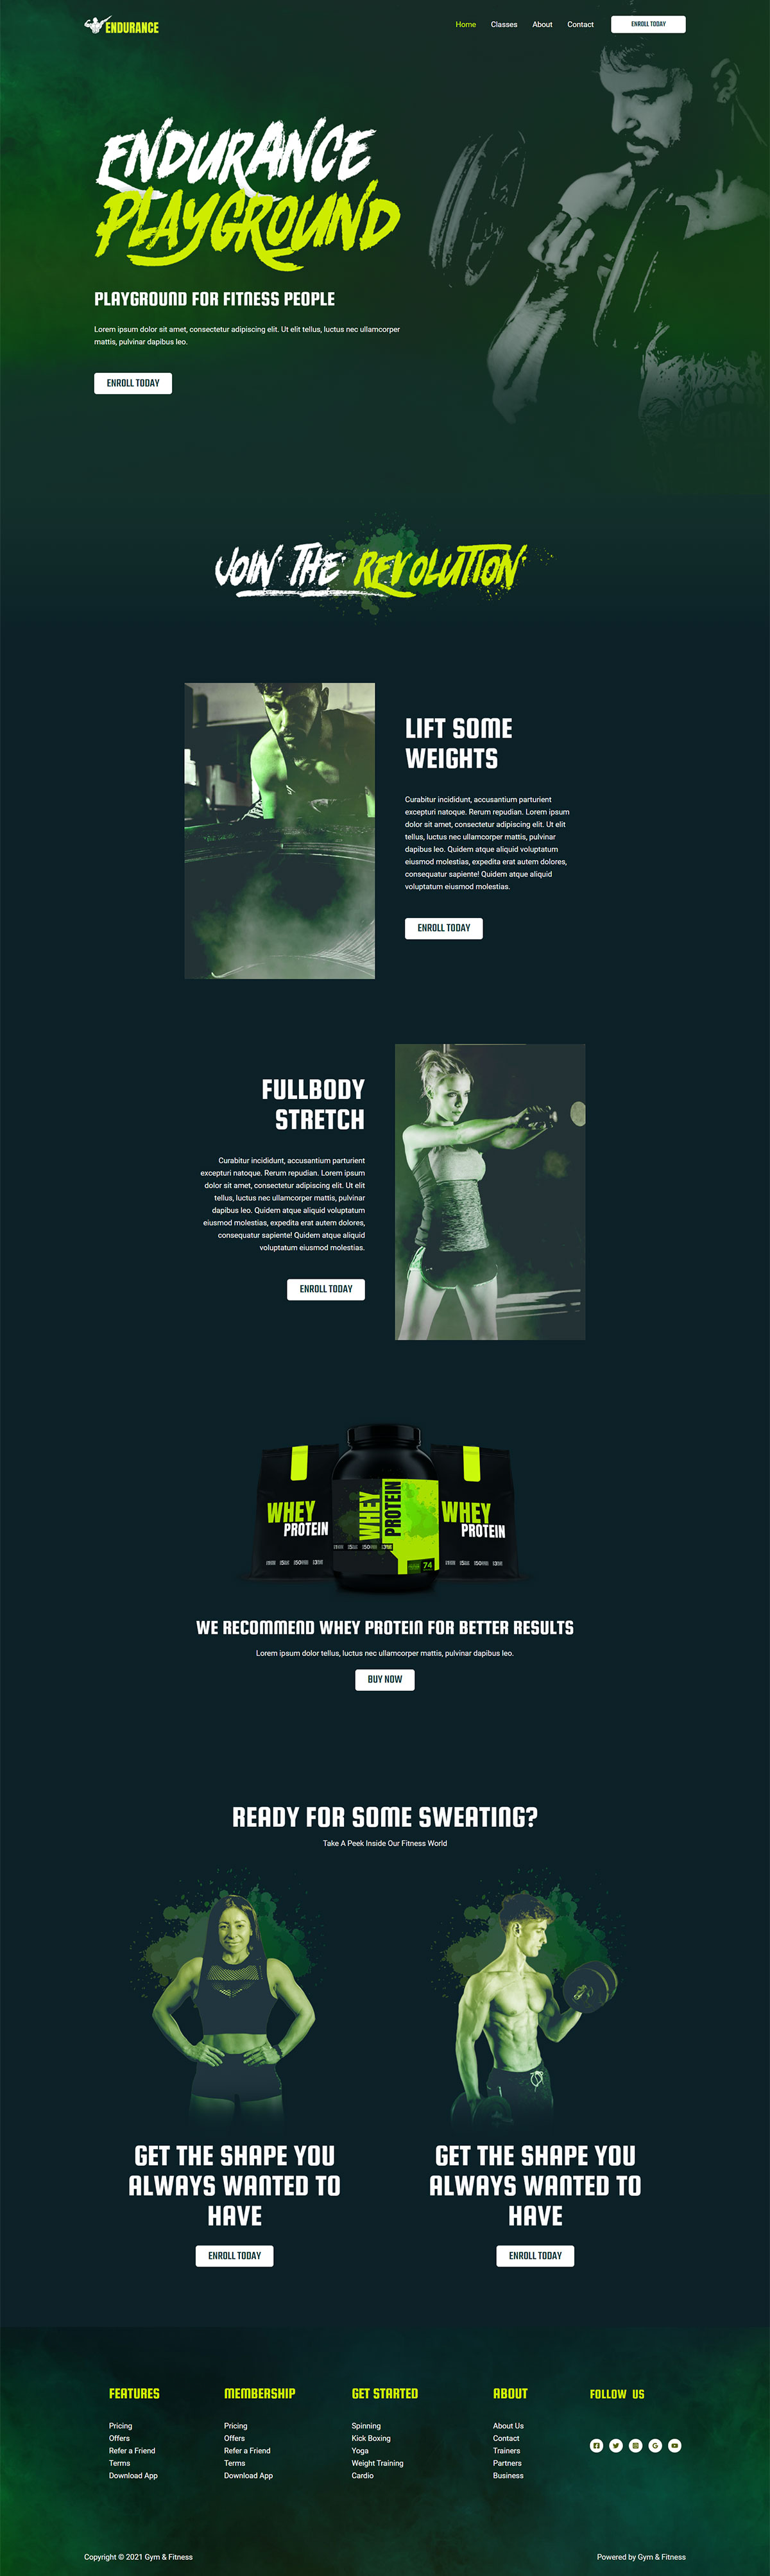 ENDURANCE
Home Classes About Contact ENROLL TODAY
ENDURANCE
PLAYGROUND
PLAYGROUND FOR FITNESS PEOPLE
Lorem ipsum dolor sit amet, consectetur adipiscing elit. Ut elit tellus, luctus nec ullamcorper
mattis, pulvinar dapibus leo.
ENROLL TODAY
JOIN THE REVOLUTION
LIFT SOME
WEIGHTS
Curabitur incididunt, accusantium parturient
excepturi natoque. Rerum repudian. Lorem ipsum
dolor sit amet, consectetur adipiscing elit. Ut elit
tellus, luctus nec ullamcorper mattis, pulvinar
dapibus leo. Quidem atque aliquid voluptatum
eiusmod molestias, expedita erat autem dolores,
consequatur sapiente! Quidem atque aliquid
voluptatum eiusmod molestias.
ENROLL TODAY
FULLBODY
STRETCH
Curabitur incididunt, accusantium parturient
excepturi natoque. Rerum repudian. Lorem ipsum
dolor sit amet, consectetur adipiscing elit. Ut elit
tellus, luctus nec ullamcorper mattis, pulvinar
dapibus leo. Quidem atque aliquid voluptatum
eiusmod molestias, expedita erat autem dolores,
consequatur sapiente! Quidem atque aliquid
voluptatum eiusmod molestias.
ENROLL TODAY
WHEY
PROTEIN
WHEY
PROTEIN
74
WHEY
PROTEIN
WE RECOMMEND WHEY PROTEIN FOR BETTER RESULTS
Lorem ipsum dolor tellus, luctus nec ullamcorper mattis, pulvinar dapibus leo.
BUY NOW
READY FOR SOME SWEATING?
Take A Peek Inside Our Fitness World
GET THE SHAPE YOU
ALWAYS WANTED TO
HAVE
ENROLL TODAY
GET THE SHAPE YOU
ALWAYS WANTED TO
HAVE
ENROLL TODAY
FEATURES
Pricing
Offers
Refer a Friend
Terms
Download App
MEMBERSHIP
Pricing
Offers
Refer a Friend
Terms
Download App
GET STARTED
Spinning
Kick Boxing
Yoga
Weight Training
Cardio
ABOUT
About Us
Contact
Trainers
Partners
Business
FOLLOW US
Copyright © 2021 Gym & Fitness
Powered by Gym & Fitness